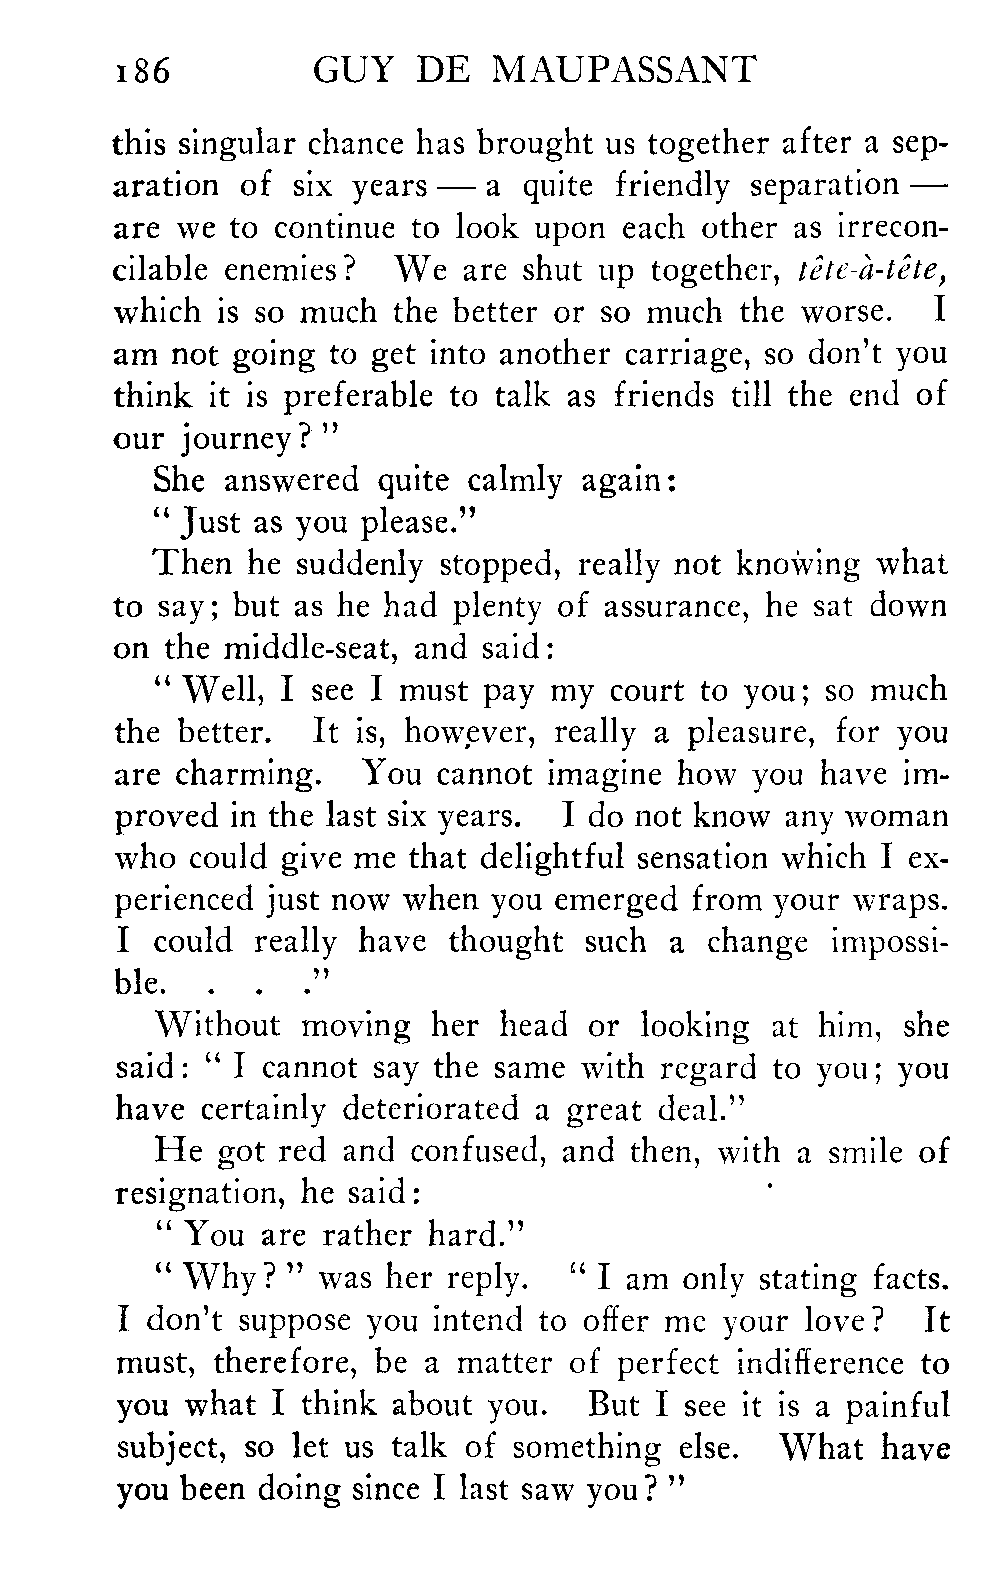 186 GUY DE MAUPASSANT
this singular chance has brought us together after a sep-
aration of six years — a quite friendly separation —
are we to continue to look upon each other as irrecon-
cilable enemies? We are shut up together, tête-à-tête,
which is so much the better or so much the worse. I
am not going to get into another carriage, so don't you
think it is preferable to talk as friends till the end of
our journey?"
She answered quite calmly again:
"Just as you please."
Then he suddenly stopped, really not knowing what
to say; but as he had plenty of assurance, he sat down
on the middle-seat, and said:
"Well, I see I must pay my court to you; so much
the better. It is, however, really a pleasure, for you
are charming. You cannot imagine how you have im-
proved in the last six years. I do not know any woman
who could give me that delightful sensation which I ex-
perienced just now when you emerged from your wraps.
I could really have thought such a change impossi-
ble. . . ."
Without moving her head or looking at him, she
said: "I cannot say the same with regard to you; you
have certainly deteriorated a great deal."
He got red and confused, and then, with a smile of
resignation, he said:
"You are rather hard."
"Why?" was her reply. "I am only stating facts.
I don't suppose you intend to offer me your love? It
must, therefore, be a matter of perfect indifference to
you what I think about you. But I see it is a painful
subject, so let us talk of something else. What have
you been doing since I last saw you?"